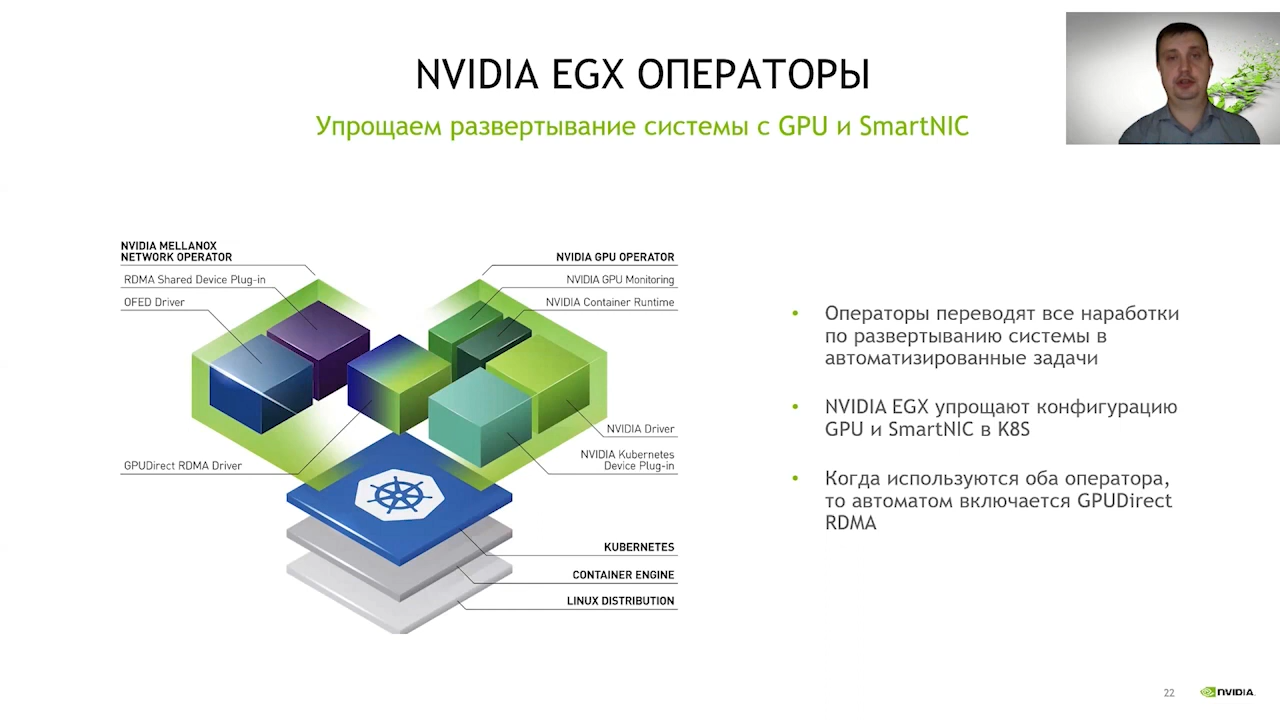 NVIDIA EGX ОПЕРАТОРЫ
Упрощаем развертывание системы с GPU и SmartNIC
NVIDIA MELLANOX
NETWORK OPERATOR
RDMA Shared Device Plug-in
OFED Driver
GPUDirect RDMA Driver
NVIDIA GPU OPERATOR
NVIDIA GPU Monitoring
NVIDIA Container Runtime
NVIDIA Driver
NVIDIA Kubernetes
Device Plug-in
KUBERNETES
CONTAINER ENGINE
LINUX DISTRIBUTION
• Операторы переводят все наработки
по развертыванию системы в
автоматизированные задачи
• NVIDIA EGX упрощают конфигурацию
GPU и SmartNIC в K8S
• Когда используются оба оператора,
то автоматом включается GPUDirect
RDMA
22
NVIDIA.